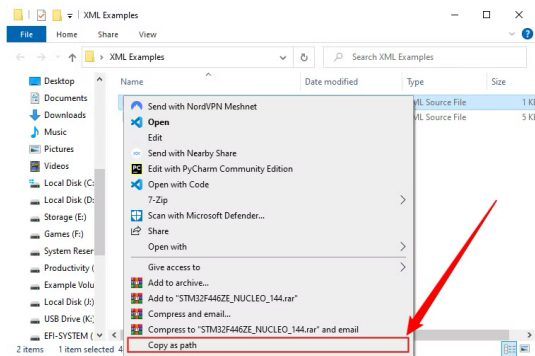 XML Examples
File Home Share View
XML Examples Search XML Examples
Name Date modified Type Size
Desktop
Documents
Downloads
Music
Pictures
Videos
Local Disk (C:
Local Disk (D:
Storage (E:)
Games (F:)
System Reser
Productivity (
Example Volu
Local Disk (J:)
USB Drive (K:)
EFI-SYSTEM (
Send with NordVPN Meshnet
Open
Edit
Send with Nearby Share
Edit with PyCharm Community Edition
Open with Code
7-Zip
Scan with Microsoft Defender...
Share
Open with
Give access to
Add to archive...
Add to "STM32F446ZE_NUCLEO_144.rar"
Compress and email...
Compress to "STM32F446ZE_NUCLEO_144.rar" and email
Copy as path
ML Source File 1 K
ML Source File 5 K
2 items 1 item selected 4